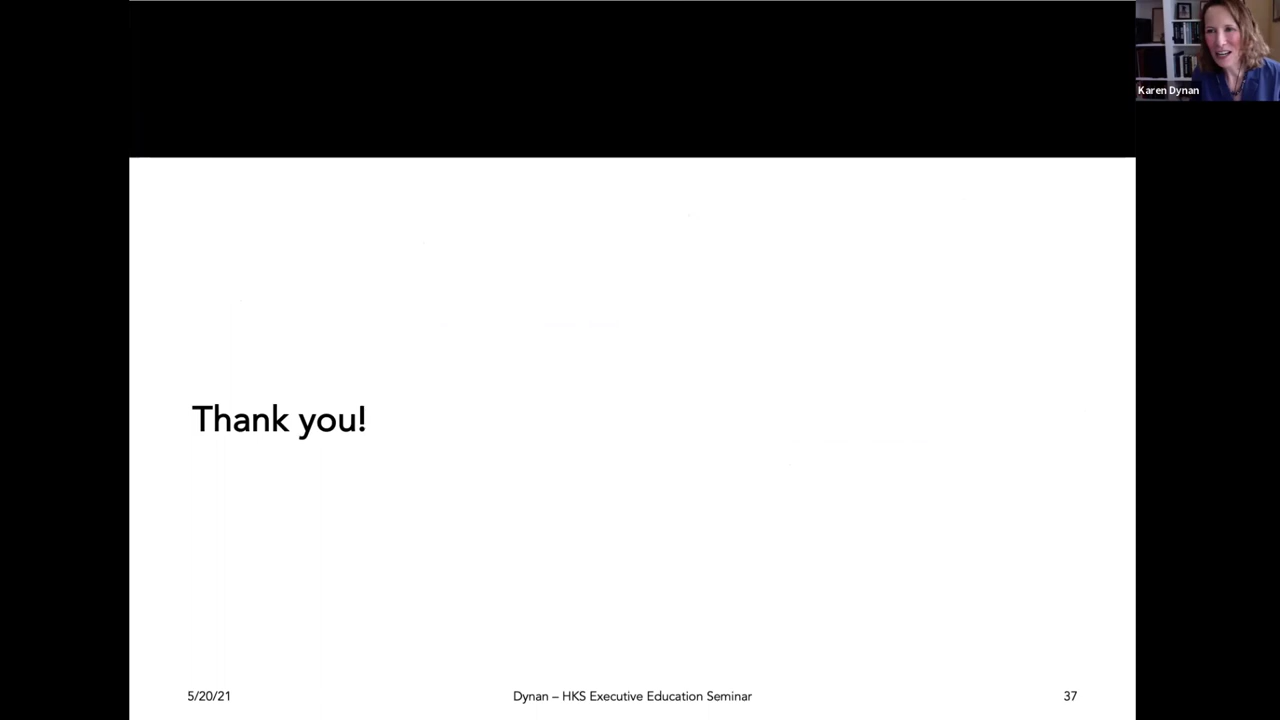 Karen Dynan
Thank you!
5/20/21
Dynan – HKS Executive Education Seminar
37